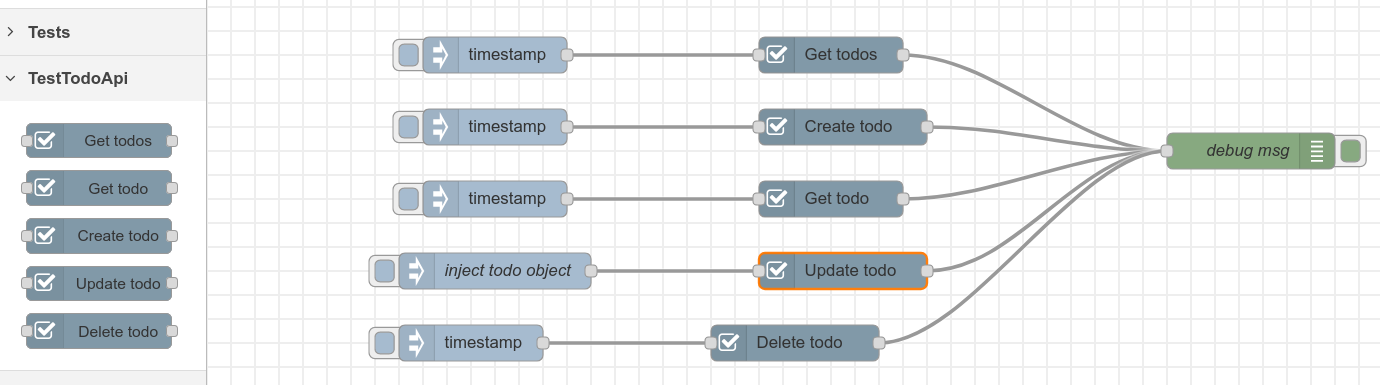 Tests
TestTodoApi
Get todos
Get todo
Create todo
Update todo
Delete todo
timestamp
Get todos
timestamp
Create todo
debug msg
timestamp
Get todo
inject todo object
Update todo
timestamp
Delete todo